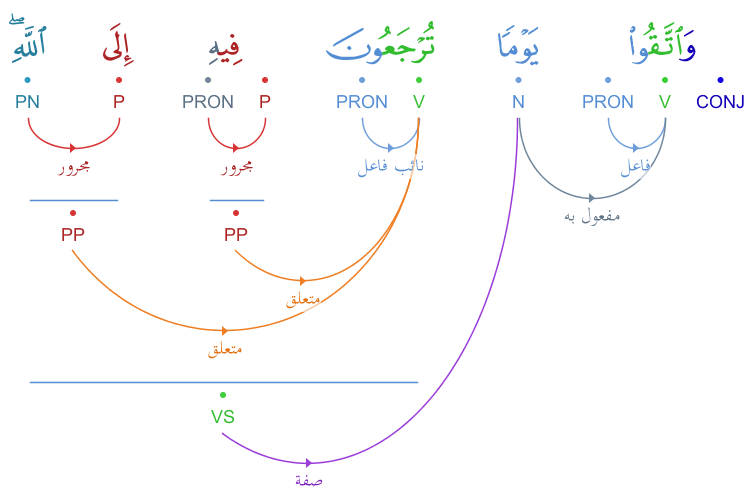 وَٱتَّقُوا۟ يَوْمًا تُرْجَعُونَ فِيهِ إِلَى ٱللَّهِ ۖ
CONJ V PRON N V PRON P PRON P PN
فاعل نائب فاعل مجرور مجرور
مفعول به
PP PP
متعلق
متعلق
VS
صفة